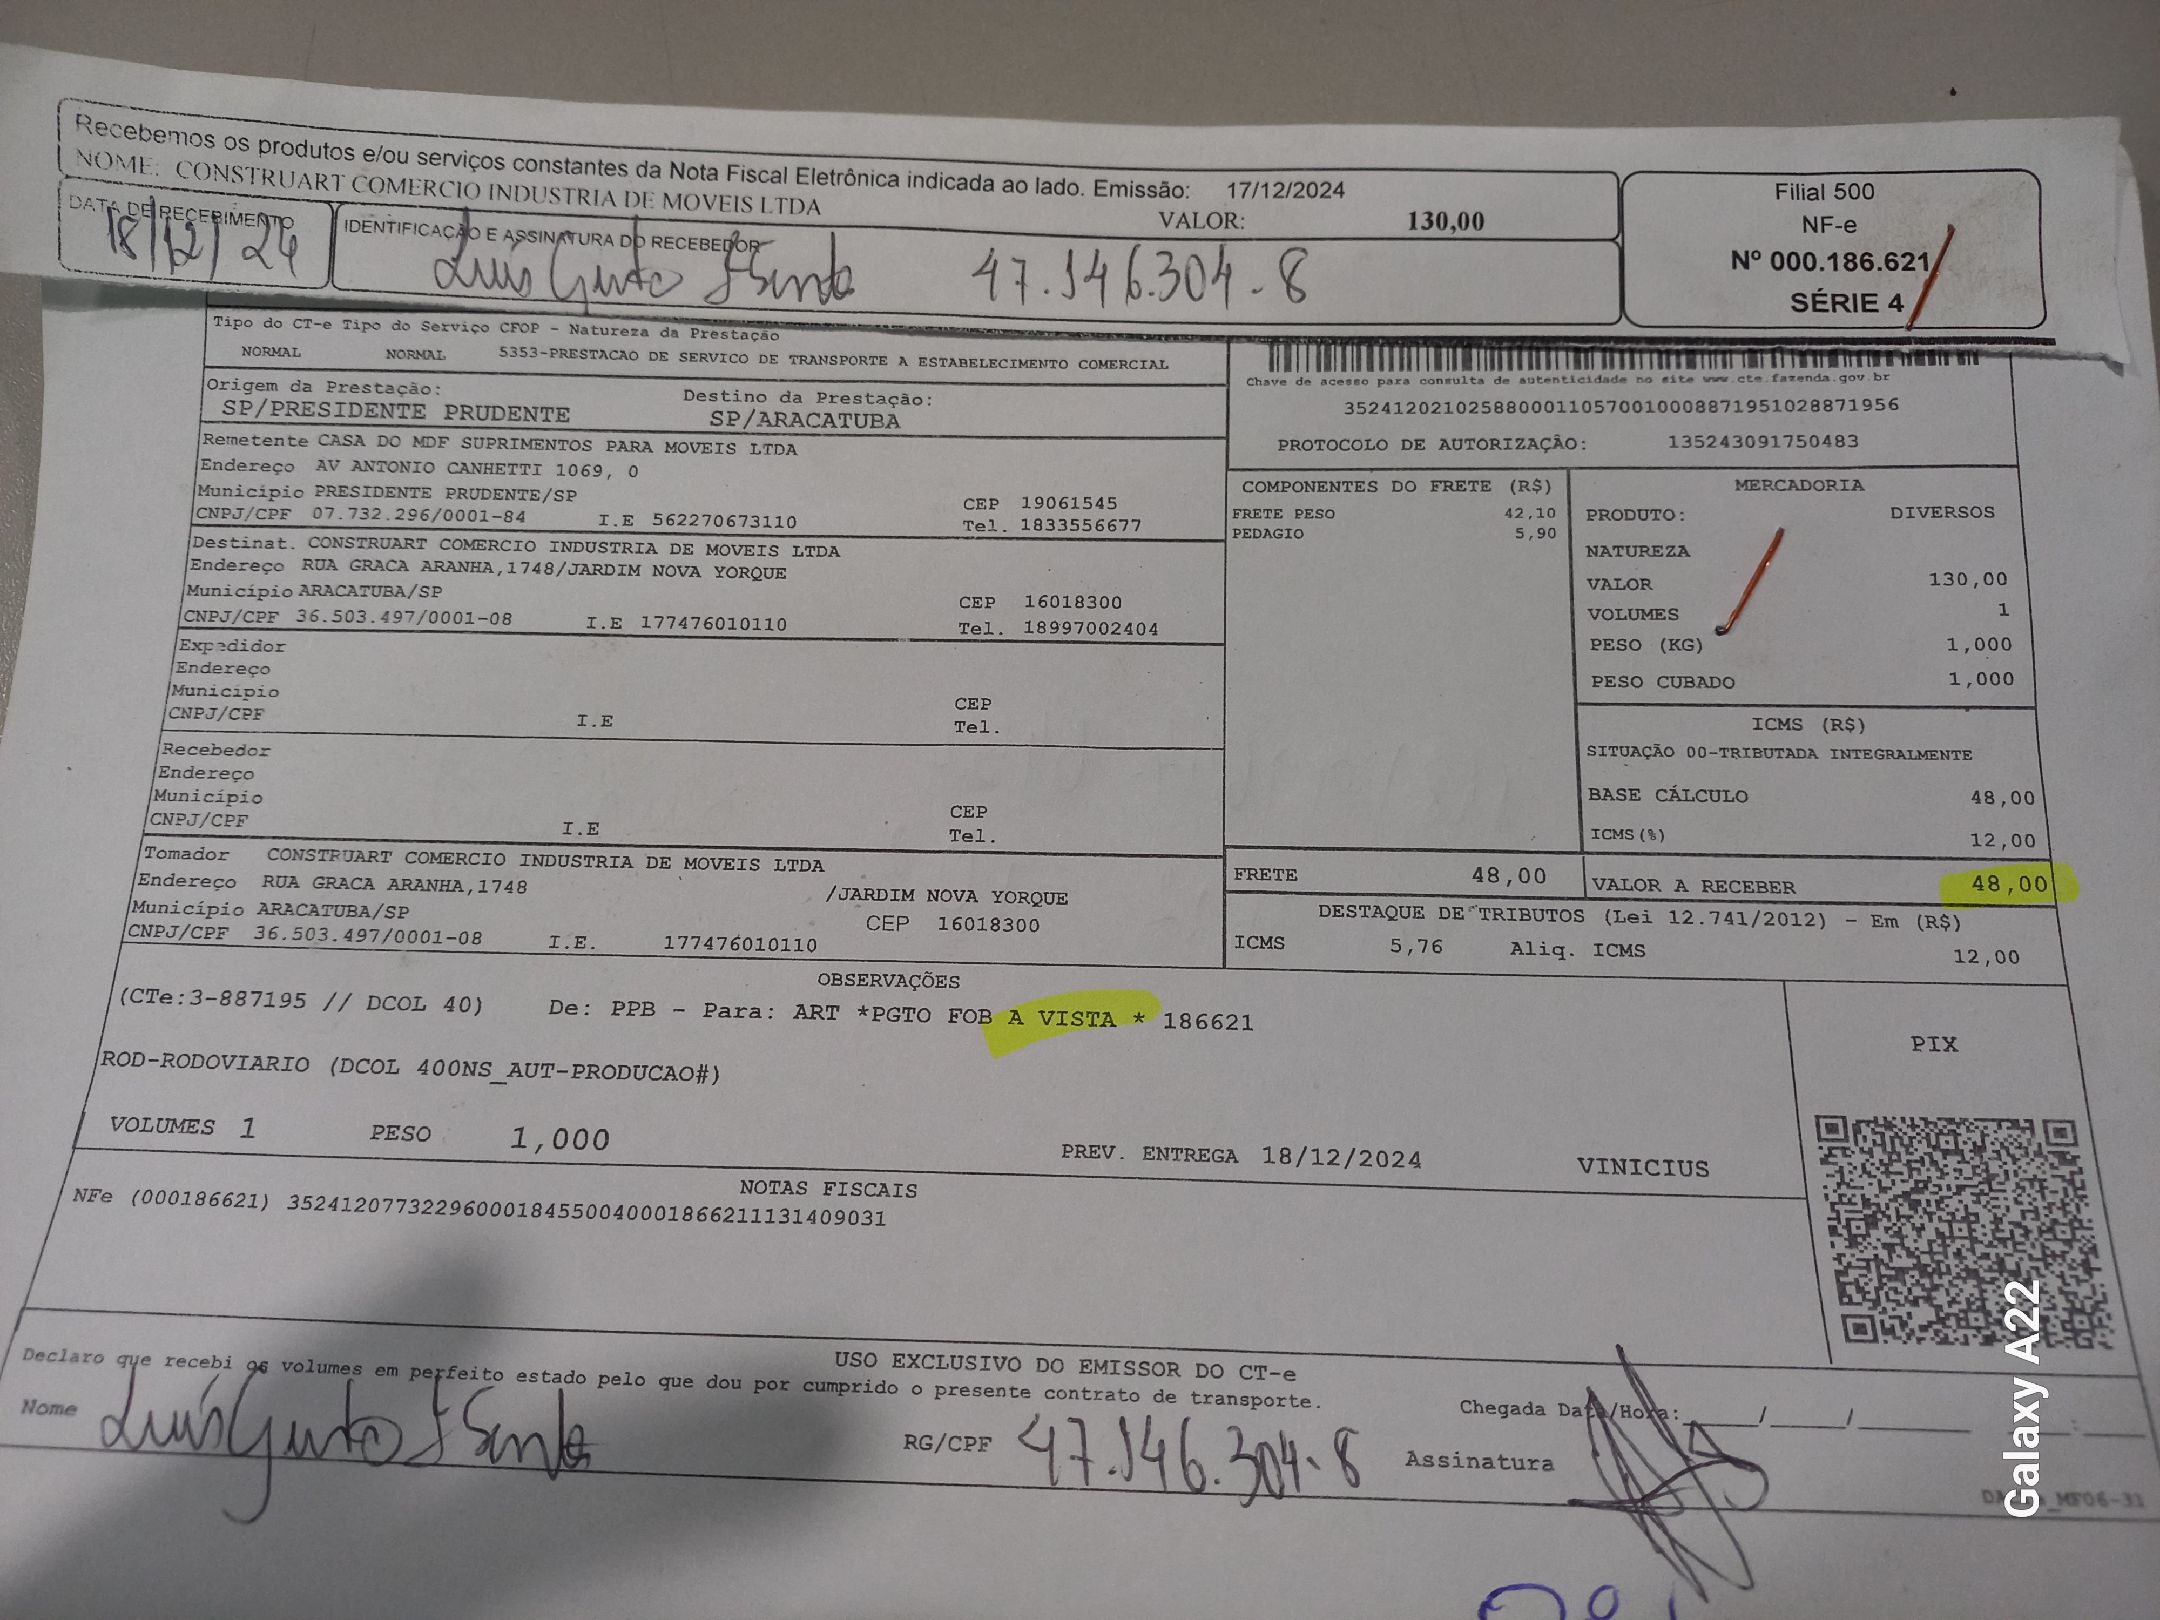 Recebemos os produtos e/ou serviços constantes da Nota Fiscal Eletrônica indicada ao lado. Emissão: 17/12/2024
NOME: CONSTRUART COMERCIO INDUSTRIA DE MOVEIS LTDA
VALOR: 130,00
DATA DE RECEBIMENTO
18/12/24
IDENTIFICAÇÃO E ASSINATURA DO RECEBEDOR
Luis 47.146.304-8
Filial 500
NF-e
Nº 000.186.621
SÉRIE 4
Tipo do CT-e Tipo do Serviço CFOP - Natureza da Prestação
NORMAL NORMAL 5353-PRESTACAO DE SERVICO DE TRANSPORTE A ESTABELECIMENTO COMERCIAL
Origem da Prestação: Destino da Prestação:
SP/PRESIDENTE PRUDENTE SP/ARACATUBA
Remetente CASA DO MDF SUPRIMENTOS PARA MOVEIS LTDA
Endereço AV ANTONIO CANHETTI 1069, 0
Município PRESIDENTE PRUDENTE/SP CEP 19061545
CNPJ/CPF 07.732.296/0001-84 I.E 562270673110 Tel. 1833556677
Destinat. CONSTRUART COMERCIO INDUSTRIA DE MOVEIS LTDA
Endereço RUA GRACA ARANHA,1748/JARDIM NOVA YORQUE
Município ARACATUBA/SP CEP 16018300
CNPJ/CPF 36.503.497/0001-08 I.E 177476010110 Tel. 18997002404
Expedidor
Endereço
Município CEP
CNPJ/CPF I.E Tel.
Recebedor
Endereço
Município CEP
CNPJ/CPF I.E Tel.
Tomador CONSTRUART COMERCIO INDUSTRIA DE MOVEIS LTDA
Endereço RUA GRACA ARANHA,1748 /JARDIM NOVA YORQUE
Município ARACATUBA/SP CEP 16018300
CNPJ/CPF 36.503.497/0001-08 I.E. 177476010110
Chave de acesso para consulta de autenticidade no site www.cte.fazenda.gov.br
35241202102588000110570010008871951028871956
PROTOCOLO DE AUTORIZAÇÃO: 135243091750483
COMPONENTES DO FRETE (R$)
FRETE PESO 42,10
PEDAGIO 5,90
MERCADORIA
PRODUTO: DIVERSOS
NATUREZA
VALOR 130,00
VOLUMES 1
PESO (KG) 1,000
PESO CUBADO 1,000
ICMS (R$)
SITUAÇÃO 00-TRIBUTADA INTEGRALMENTE
BASE CÁLCULO 48,00
ICMS(%) 12,00
FRETE 48,00 VALOR A RECEBER 48,00
DESTAQUE DE TRIBUTOS (Lei 12.741/2012) - Em (R$)
ICMS 5,76 Aliq. ICMS 12,00
OBSERVAÇÕES
(CTe:3-887195 // DCOL 40) De: PPB - Para: ART *PGTO FOB A VISTA * 186621
ROD-RODOVIARIO (DCOL 400NS_AUT-PRODUCAO#)
VOLUMES 1 PESO 1,000 PREV. ENTREGA 18/12/2024 VINICIUS
PIX
NOTAS FISCAIS
NFe (000186621) 35241207732296000184550040001866211131409031
USO EXCLUSIVO DO EMISSOR DO CT-e
Declaro que recebi os volumes em perfeito estado pelo que dou por cumprido o presente contrato de transporte.
Nome Luis RG/CPF 47.146.304-8
Chegada Data/Hora: / / :
Assinatura
Galaxy A22